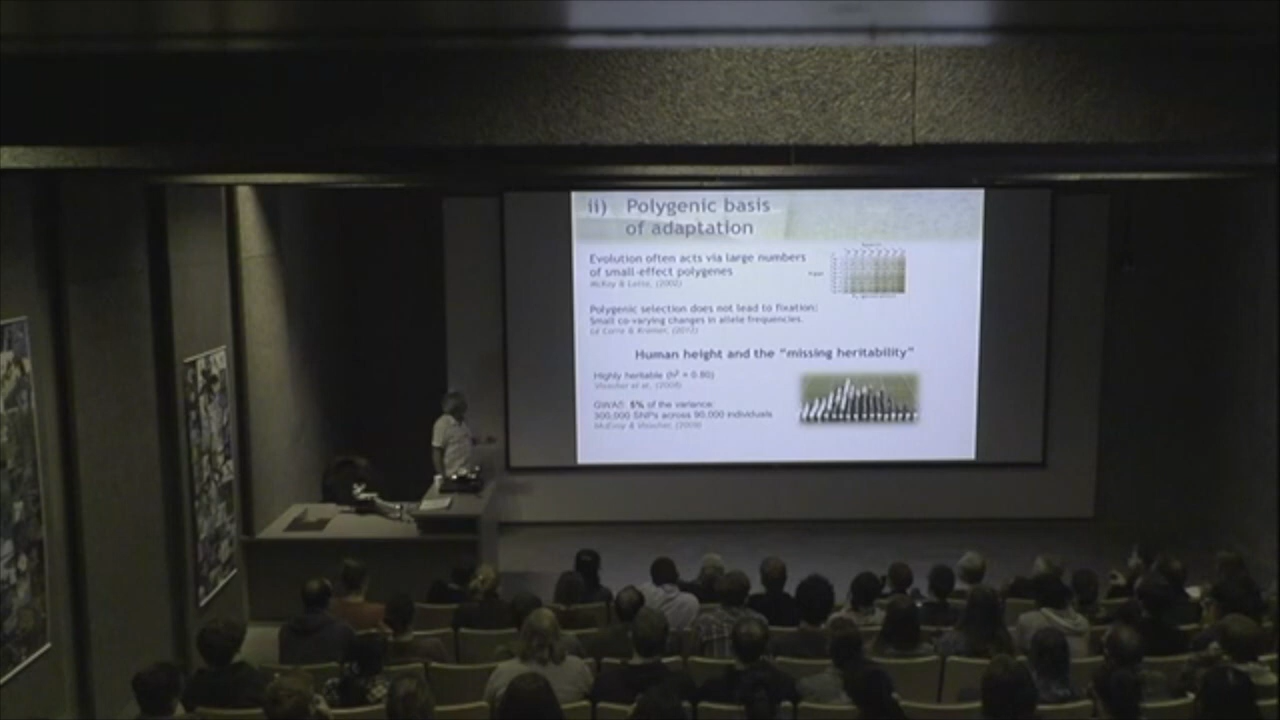 ii) Polygenic basis
of adaptation
Evolution often acts via large numbers
of small-effect polygenes
McKay & Latta, (2002)
Polygenic selection does not lead to fixation:
Small co-varying changes in allele frequencies.
Le Corre & Kremer, (2012)
Human height and the "missing heritability"
Highly heritable (h² = 0.80)
Visscher et al., (2008)
GWAS: 5% of the variance:
300,000 SNPs across 90,000 individuals
McEvoy & Visscher, (2009)